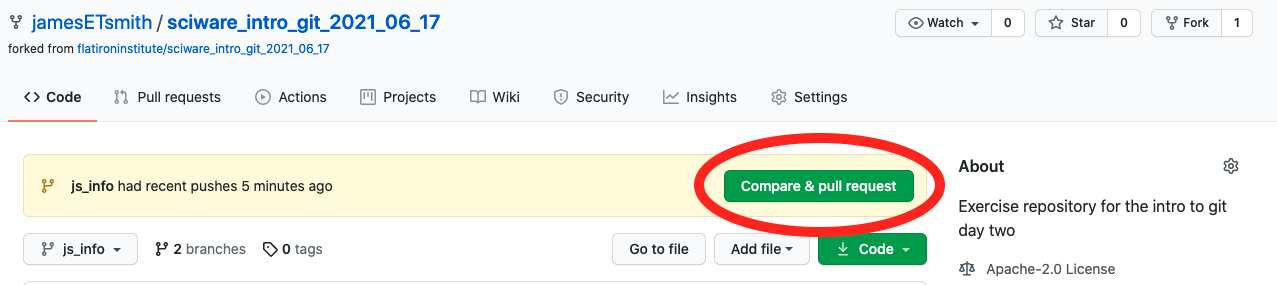 jamesETsmith / sciware_intro_git_2021_06_17
Watch 0 Star 0 Fork 1
forked from flatironinstitute/sciware_intro_git_2021_06_17
Code Pull requests Actions Projects Wiki Security Insights Settings
js_info had recent pushes 5 minutes ago Compare & pull request
js_info 2 branches 0 tags Go to file Add file Code
About
Exercise repository for the intro to git
day two
Apache-2.0 License